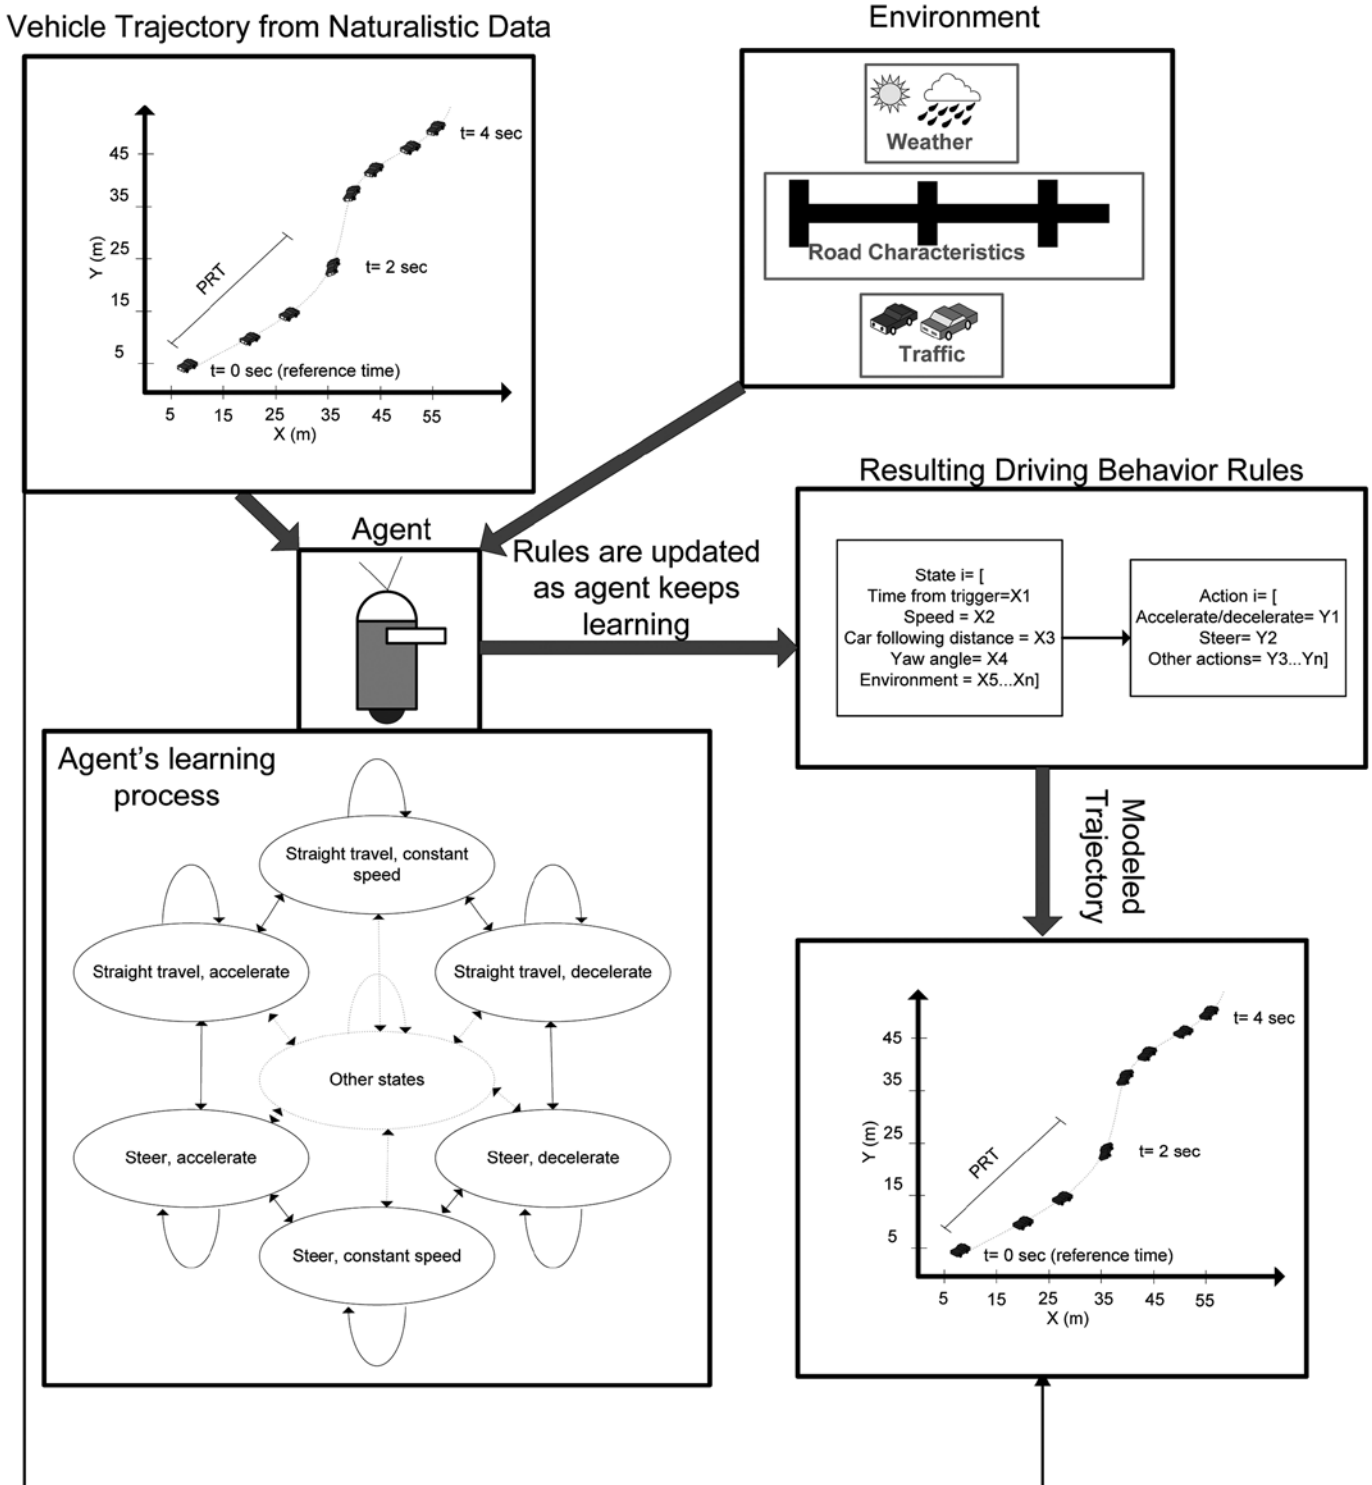 Vehicle Trajectory from Naturalistic Data
Environment
t= 4 sec
45
35
25
15
5
Y (m)
PRT
t= 2 sec
t= 0 sec (reference time)
5 15 25 35 45 55
X (m)
Weather
Road Characteristics
Traffic
Agent
Rules are updated
as agent keeps
learning
Resulting Driving Behavior Rules
State i= [
Time from trigger=X1
Speed = X2
Car following distance = X3
Yaw angle= X4
Environment = X5...Xn]
Action i= [
Accelerate/decelerate= Y1
Steer= Y2
Other actions= Y3...Yn]
Agent's learning
process
Straight travel, constant
speed
Straight travel, accelerate
Straight travel, decelerate
Other states
Steer, accelerate
Steer, decelerate
Steer, constant speed
Modeled
Trajectory
t= 4 sec
45
35
25
15
5
Y (m)
PRT
t= 2 sec
t= 0 sec (reference time)
5 15 25 35 45 55
X (m)